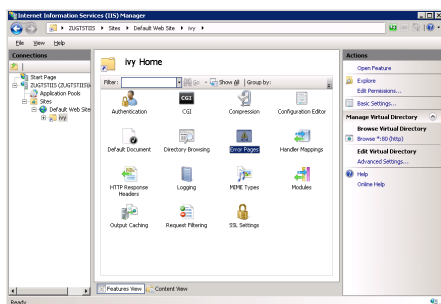 Internet Information Services (IIS) Manager
ZUGTSTIIS ▸ Sites ▸ Default Web Site ▸ ivy ▸
File View Help
Connections
Start Page
ZUGTSTIIS (ZUGTSTIIS\
Application Pools
Sites
Default Web Site
ivy
ivy Home
Filter: Go Show All Group by:
Authentication CGI Compression Configuration Editor
Default Document Directory Browsing Error Pages Handler Mappings
HTTP Response Headers Logging MIME Types Modules
Output Caching Request Filtering SSL Settings
Features View Content View
Actions
Open Feature
Explore
Edit Permissions...
Basic Settings...
Manage Virtual Directory
Browse Virtual Directory
Browse *:80 (http)
Edit Virtual Directory
Advanced Settings...
Help
Online Help
Ready